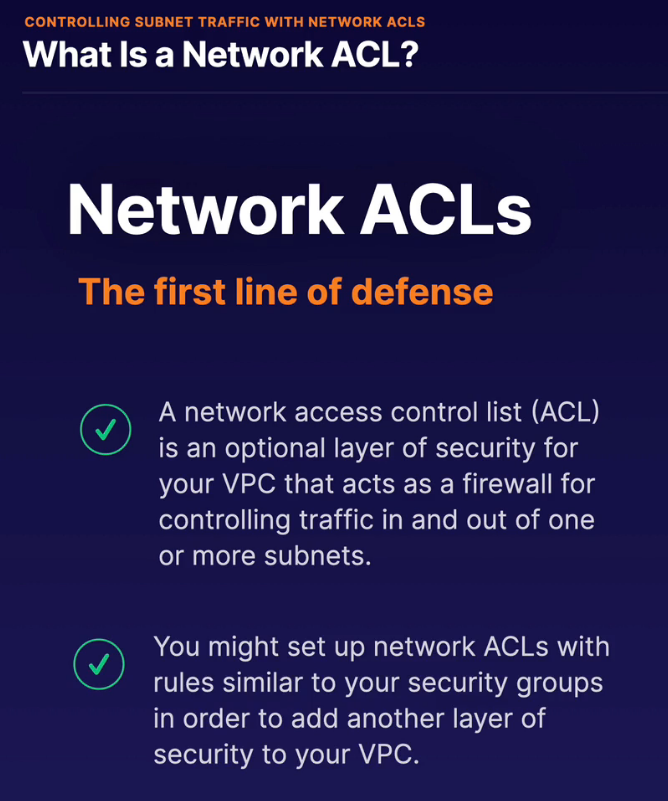 CONTROLLING SUBNET TRAFFIC WITH NETWORK ACLS
What Is a Network ACL?
Network ACLs
The first line of defense
A network access control list (ACL)
is an optional layer of security for
your VPC that acts as a firewall for
controlling traffic in and out of one
or more subnets.
You might set up network ACLs with
rules similar to your security groups
in order to add another layer of
security to your VPC.